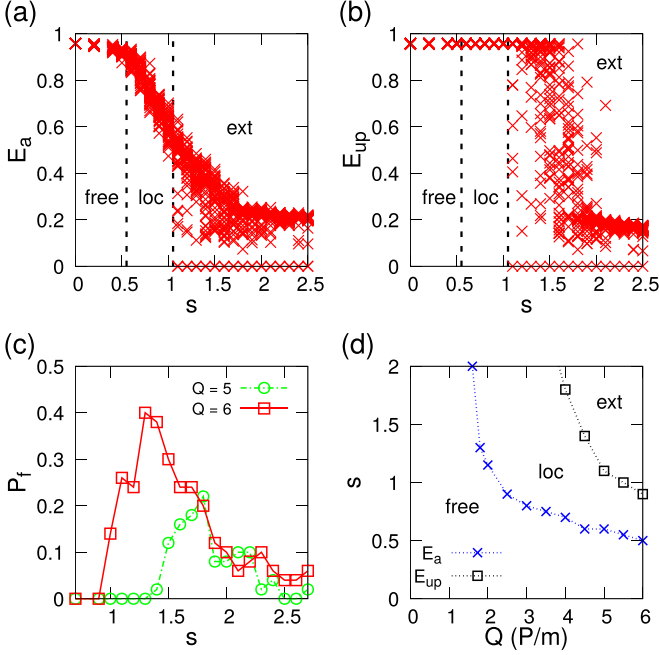 (a)
1
0.8
0.6
0.4
0.2
0
E_a
free
loc
ext
0 0.5 1 1.5 2 2.5
s
(b)
1
0.8
0.6
0.4
0.2
0
E_up
free
loc
ext
0 0.5 1 1.5 2 2.5
s
(c)
0.5
0.4
0.3
0.2
0.1
0
P_f
Q = 5
Q = 6
1 1.5 2 2.5
s
(d)
2
1.5
1
0.5
0
s
free
loc
ext
E_a
E_up
0 1 2 3 4 5 6
Q (P/m)